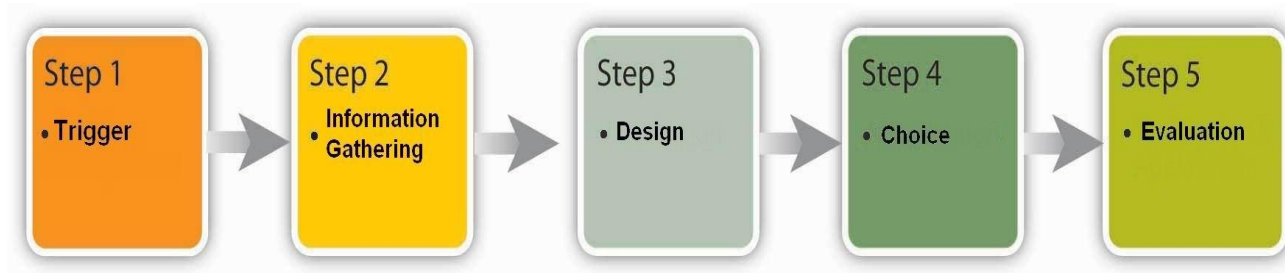 Step 1
• Trigger
Step 2
• Information
Gathering
Step 3
• Design
Step 4
• Choice
Step 5
• Evaluation